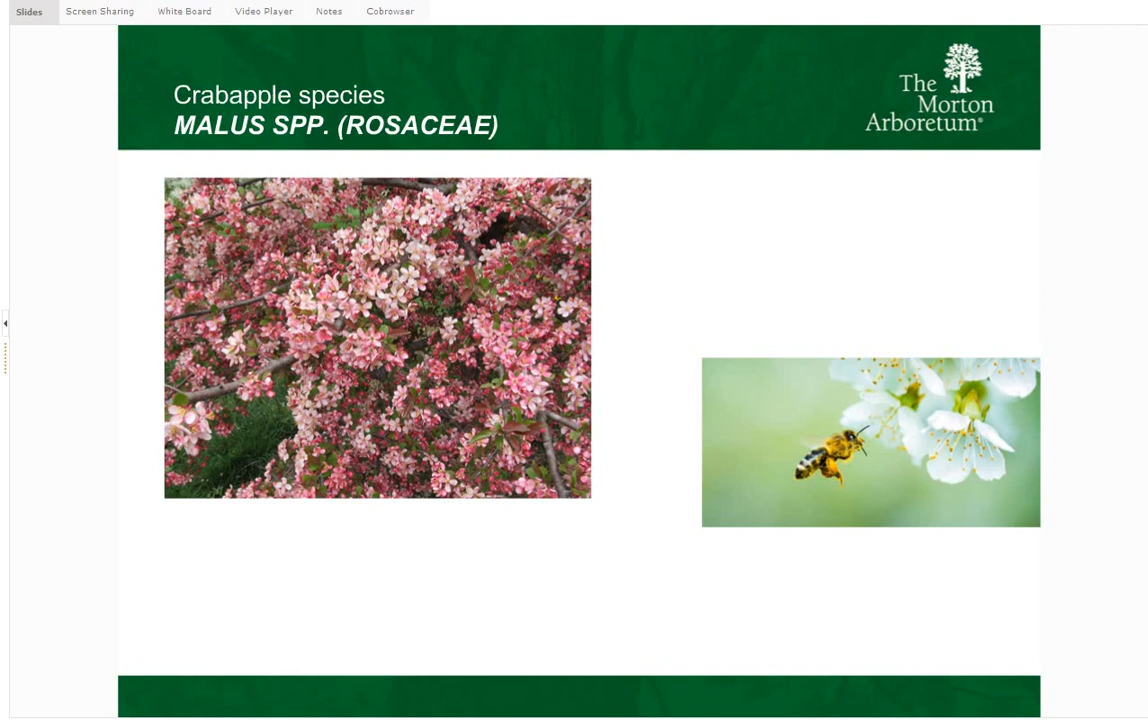 Slides Screen Sharing White Board Video Player Notes Cobrowser
Crabapple species
MALUS SPP. (ROSACEAE)
The
Morton
Arboretum®